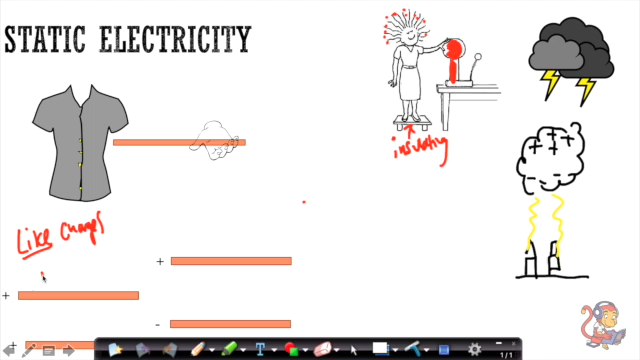 STATIC ELECTRICITY
insulating
Like Charges
+
+
-
+
1/1